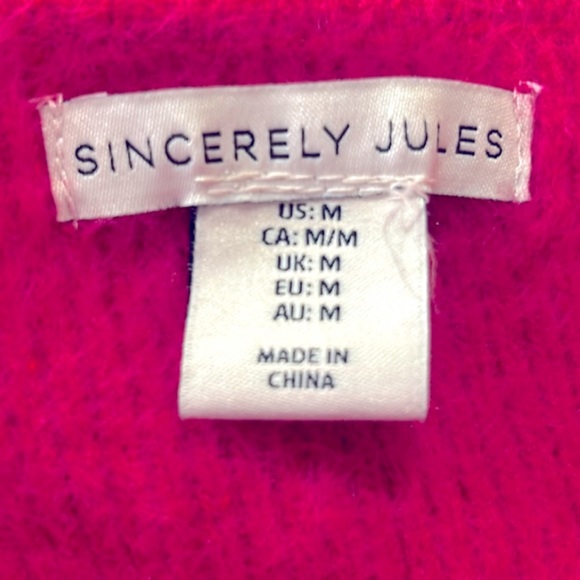 SINCERELY JULES
US: M
CA: M/M
UK: M
EU: M
AU: M
MADE IN
CHINA